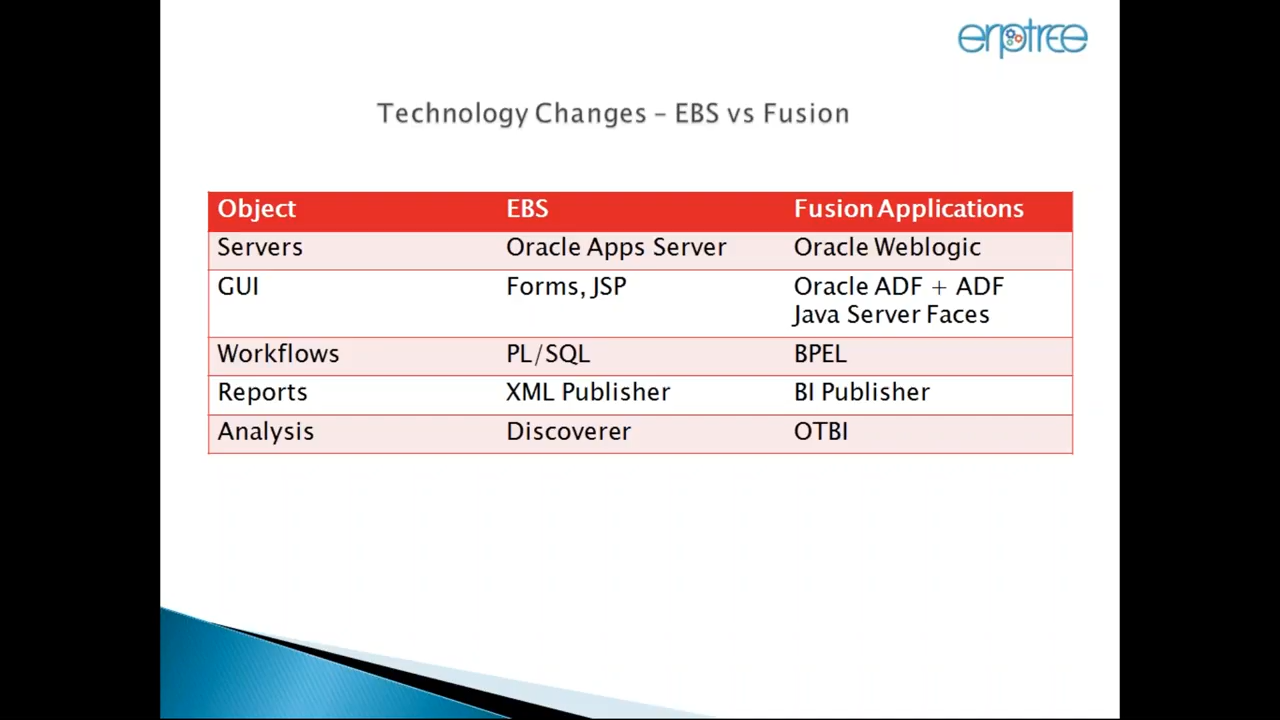 erptree
Technology Changes – EBS vs Fusion
Object EBS Fusion Applications
Servers Oracle Apps Server Oracle Weblogic
GUI Forms, JSP Oracle ADF + ADF
Java Server Faces
Workflows PL/SQL BPEL
Reports XML Publisher BI Publisher
Analysis Discoverer OTBI